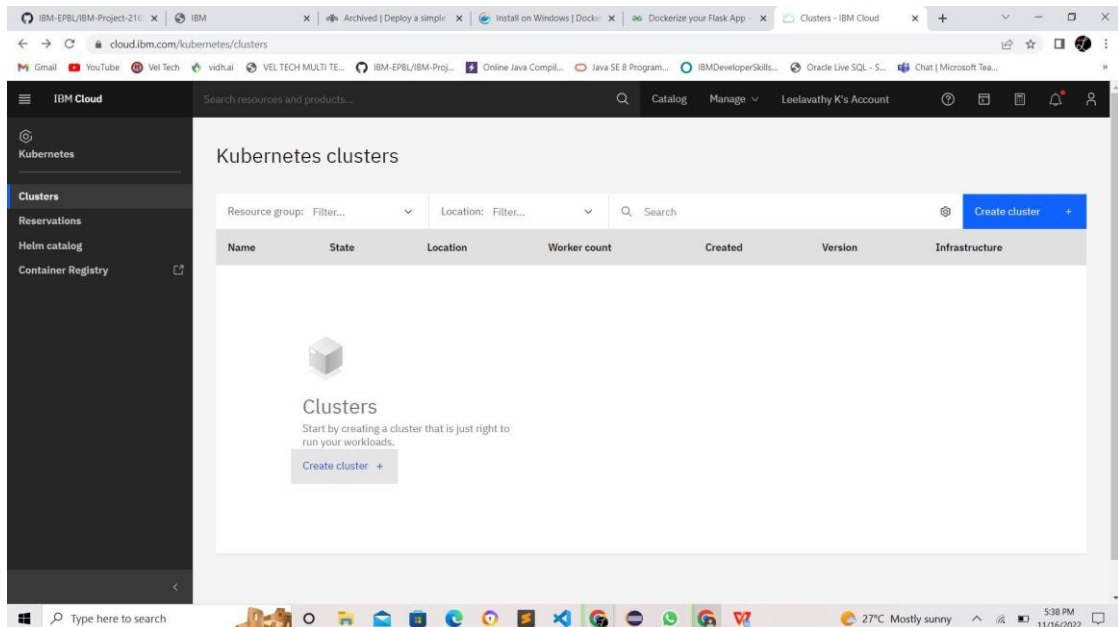 IBM-EPBL/IBM-Project-216
IBM
Archived | Deploy a simple
Install on Windows | Docke
Dockerize your Flask App -
Clusters - IBM Cloud
cloud.ibm.com/kubernetes/clusters
Gmail
YouTube
Vel Tech
vidh.ai
VEL TECH MULTI TE...
IBM-EPBL/IBM-Proj...
Online Java Compil...
Java SE 8 Program...
IBMDeveloperSkills...
Oracle Live SQL - S...
Chat | Microsoft Tea...
IBM Cloud
Search resources and products...
Catalog
Manage
Leelavathy K's Account
Kubernetes
Clusters
Reservations
Helm catalog
Container Registry
Kubernetes clusters
Resource group: Filter...
Location: Filter...
Search
Create cluster +
Name State Location Worker count Created Version Infrastructure
Clusters
Start by creating a cluster that is just right to
run your workloads.
Create cluster +
Type here to search
27°C Mostly sunny
5:38 PM
11/16/2022